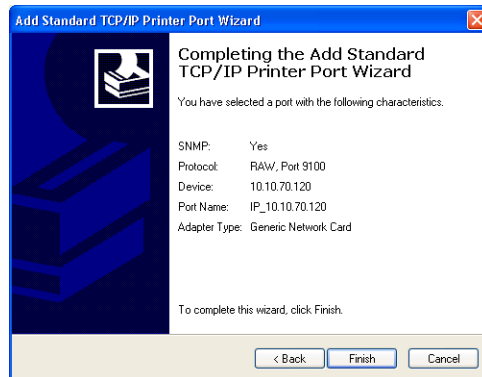 Add Standard TCP/IP Printer Port Wizard
Completing the Add Standard
TCP/IP Printer Port Wizard
You have selected a port with the following characteristics.
SNMP: Yes
Protocol: RAW, Port 9100
Device: 10.10.70.120
Port Name: IP_10.10.70.120
Adapter Type: Generic Network Card
To complete this wizard, click Finish.
< Back Finish Cancel